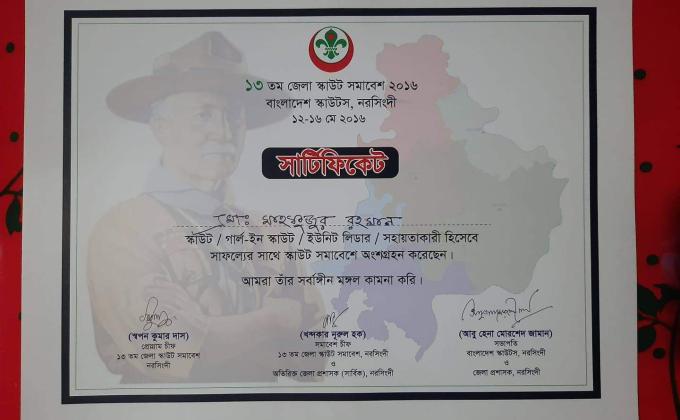 ১৩ তম জেলা স্কাউট সমাবেশ ২০১৬
বাংলাদেশ স্কাউটস, নরসিংদী
১২-১৬ মে ২০১৬
সার্টিফিকেট
মোঃ মাহফুজুর রহমান
স্কাউট / গার্ল-ইন স্কাউট / ইউনিট লিডার / সহায়তাকারী হিসেবে
সাফল্যের সাথে স্কাউট সমাবেশে অংশগ্রহন করেছেন।
আমরা তাঁর সর্বাঙ্গীন মঙ্গল কামনা করি।
(স্বপন কুমার দাস)
প্রোগ্রাম চীফ
১৩ তম জেলা স্কাউট সমাবেশ
নরসিংদী
(খন্দকার নূরুল হক)
সমাবেশ চীফ
১৩ তম জেলা স্কাউট সমাবেশ, নরসিংদী
ও
অতিরিক্ত জেলা প্রশাসক (সার্বিক), নরসিংদী
(আবু হেনা মোরশেদ জামান)
সভাপতি
বাংলাদেশ স্কাউটস, নরসিংদী
ও
জেলা প্রশাসক, নরসিংদী